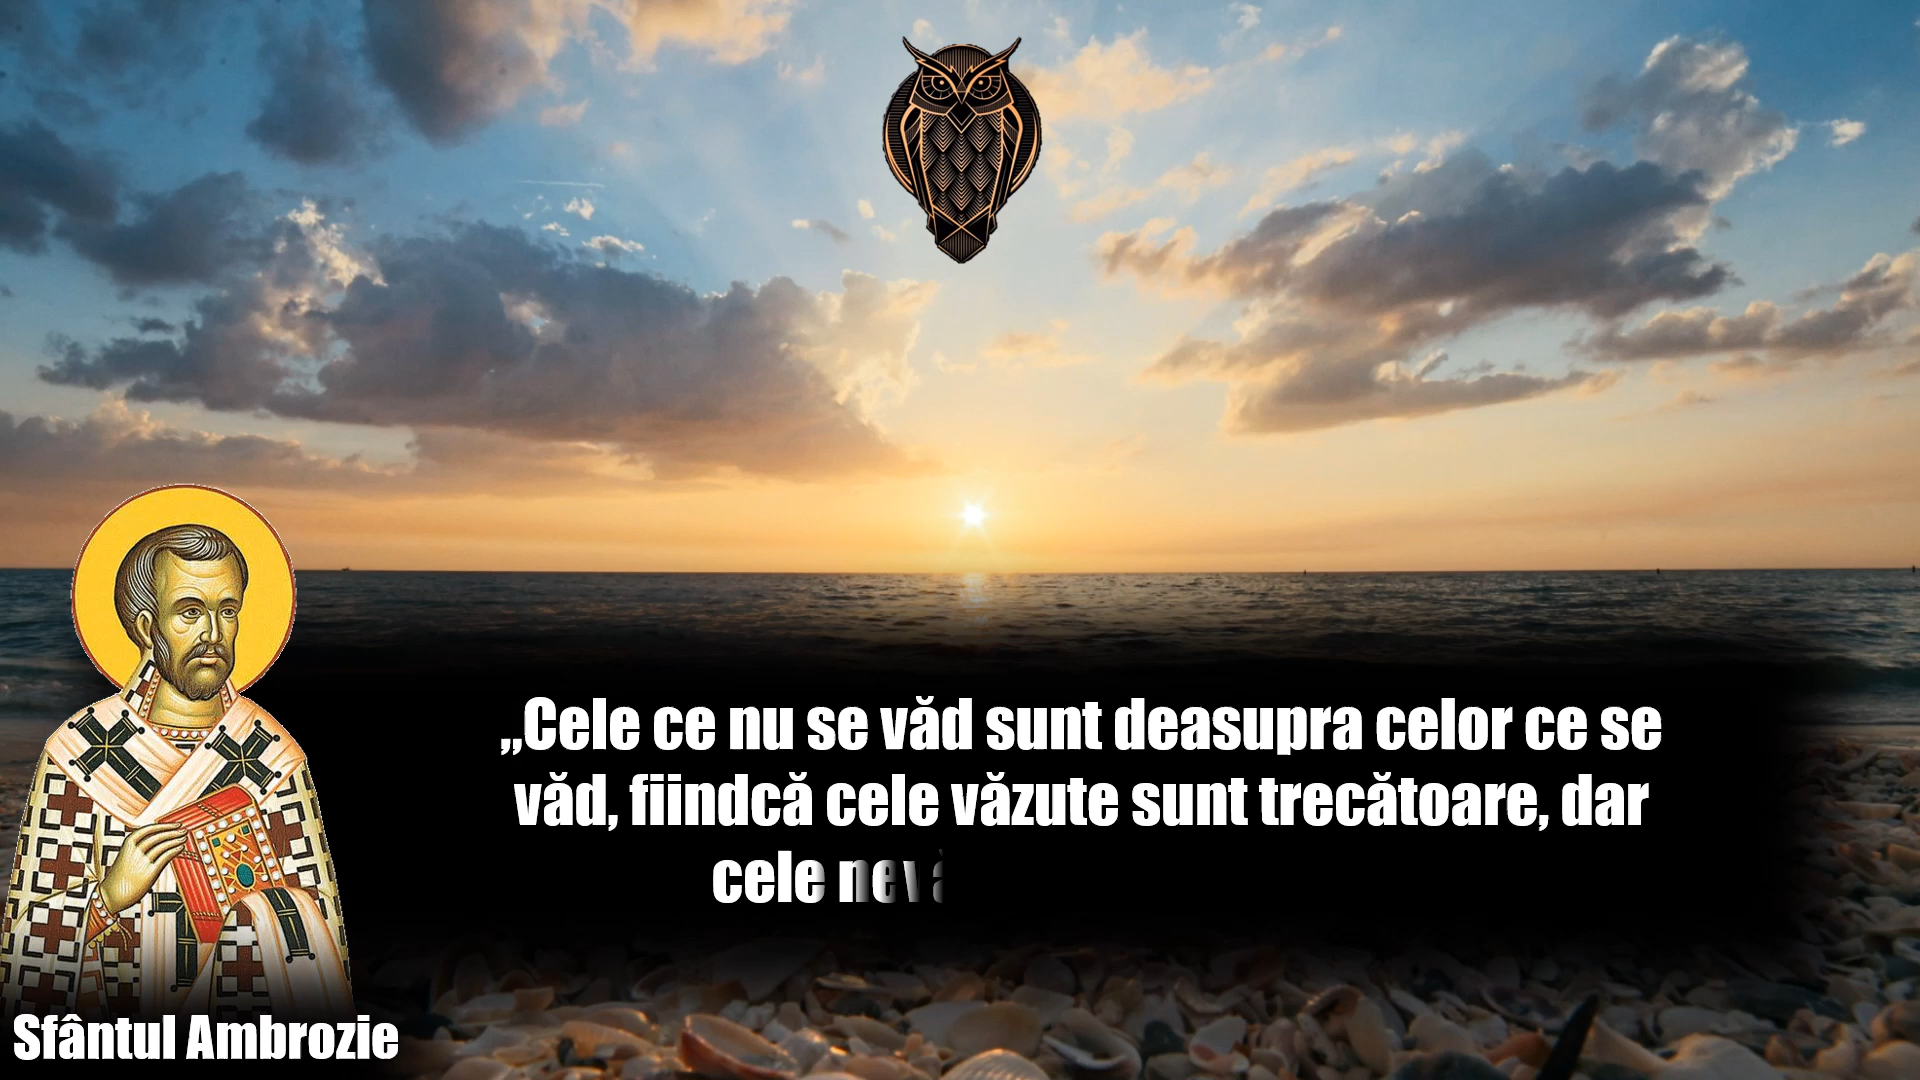 „Cele ce nu se văd sunt deasupra celor ce se
văd, fiindcă cele văzute sunt trecătoare, dar
cele
Sfântul Ambrozie